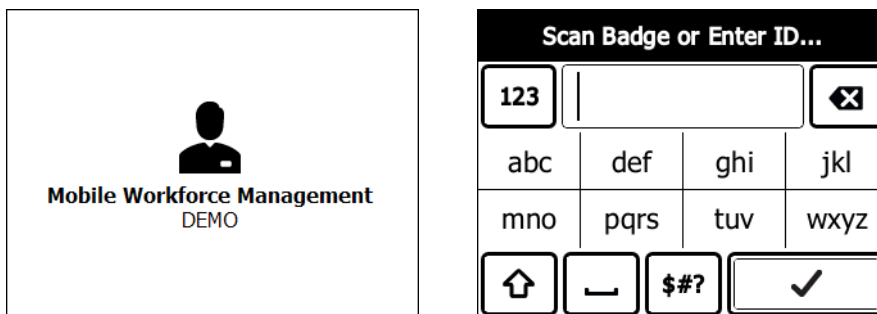 Mobile Workforce Management
DEMO
Scan Badge or Enter ID...
123
abc def ghi jkl
mno pqrs tuv wxyz
$#?